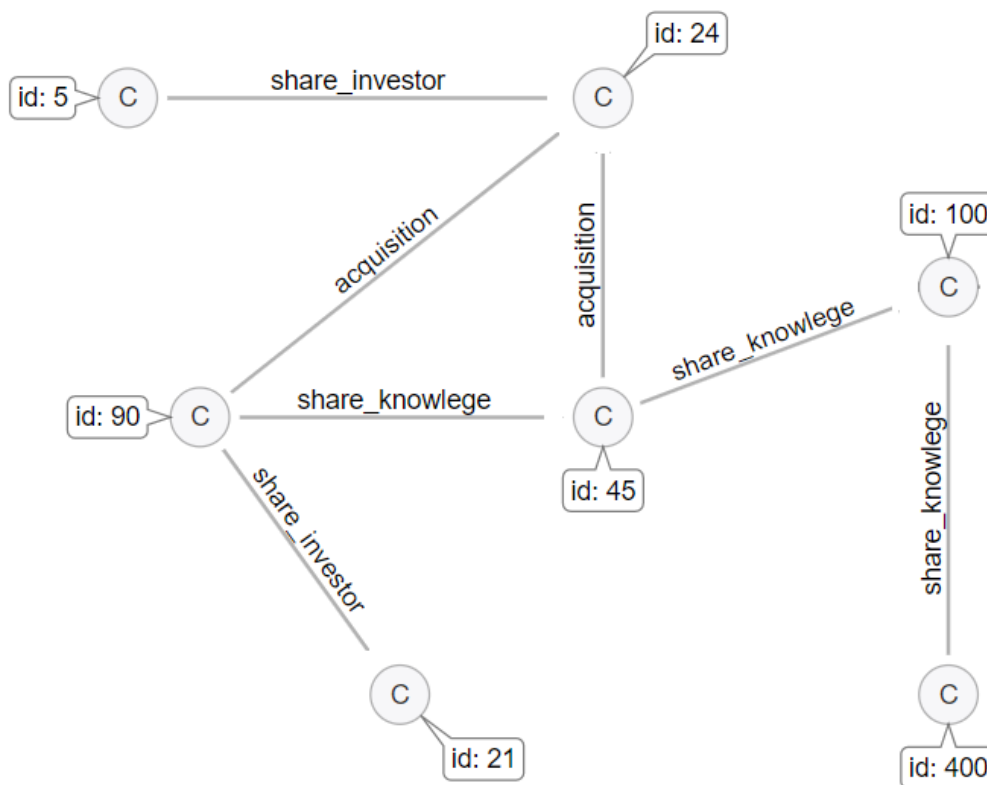 id: 24
id: 5
C
share_investor
C
acquisition
acquisition
id: 100
C
share_knowlege
id: 90
C
share_knowlege
C
id: 45
share_investor
share_knowlege
C
id: 21
C
id: 400